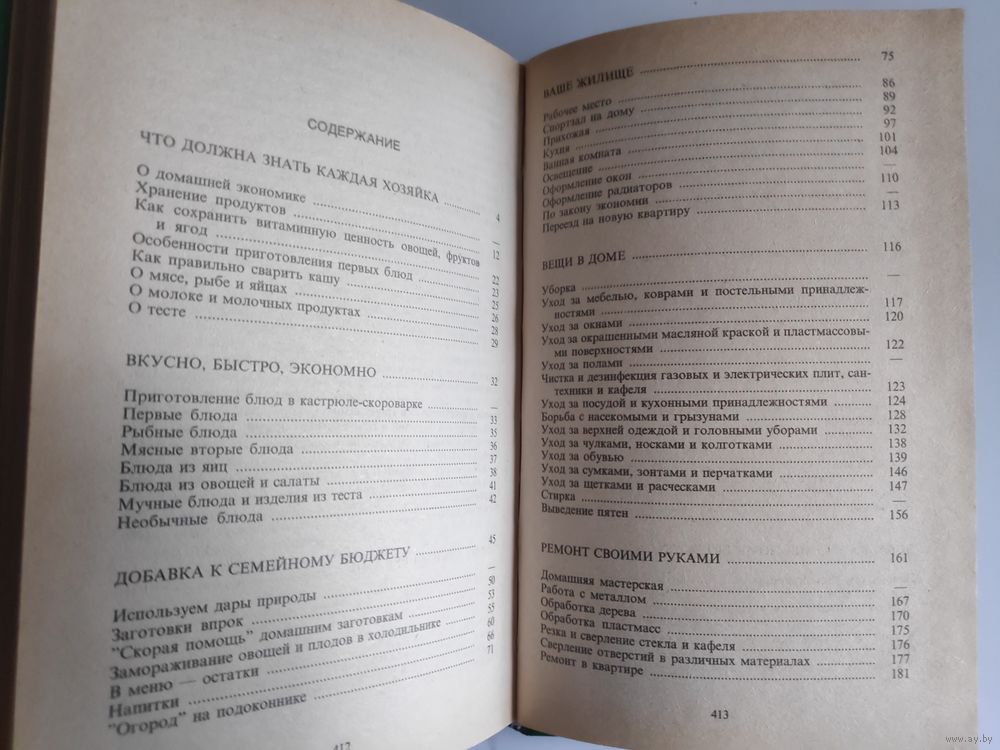 СОДЕРЖАНИЕ
ЧТО ДОЛЖНА ЗНАТЬ КАЖДАЯ ХОЗЯЙКА ..... 4
О домашней экономике ..... —
Хранение продуктов ..... 12
Как сохранить витаминную ценность овощей, фруктов
и ягод ..... 22
Особенности приготовления первых блюд ..... 23
Как правильно сварить кашу ..... 25
О мясе, рыбе и яйцах ..... 26
О молоке и молочных продуктах ..... 28
О тесте ..... 29
ВКУСНО, БЫСТРО, ЭКОНОМНО ..... 32
Приготовление блюд в кастрюле-скороварке ..... —
Первые блюда ..... 33
Рыбные блюда ..... 35
Мясные вторые блюда ..... 36
Блюда из яиц ..... 37
Блюда из овощей и салаты ..... 38
Мучные блюда и изделия из теста ..... 41
Необычные блюда ..... 42
ДОБАВКА К СЕМЕЙНОМУ БЮДЖЕТУ ..... 45
Используем дары природы ..... —
Заготовки впрок ..... 50
"Скорая помощь" домашним заготовкам ..... 53
Замораживание овощей и плодов в холодильнике ..... 55
В меню — остатки ..... 60
Напитки ..... 66
"Огород" на подоконнике ..... 71
412
ВАШЕ ЖИЛИЩЕ ..... 75
Рабочее место ..... 86
Спортзал на дому ..... 89
Прихожая ..... 92
Кухня ..... 97
Ванная комната ..... 101
Освещение ..... 104
Оформление окон ..... —
Оформление радиаторов ..... 110
По закону экономии ..... —
Переезд на новую квартиру ..... 113
ВЕЩИ В ДОМЕ ..... 116
Уборка ..... —
Уход за мебелью, коврами и постельными принадлеж-
ностями ..... 117
Уход за окнами ..... 120
Уход за окрашенными масляной краской и пластмассовы-
ми поверхностями ..... 122
Уход за полами ..... —
Чистка и дезинфекция газовых и электрических плит, сан-
техники и кафеля ..... 123
Уход за посудой и кухонными принадлежностями ..... 124
Борьба с насекомыми и грызунами ..... 128
Уход за верхней одеждой и головными уборами ..... 132
Уход за чулками, носками и колготками ..... 138
Уход за обувью ..... 139
Уход за сумками, зонтами и перчатками ..... 146
Уход за щетками и расческами ..... 147
Стирка ..... —
Выведение пятен ..... 156
РЕМОНТ СВОИМИ РУКАМИ ..... 161
Домашняя мастерская ..... —
Работа с металлом ..... 167
Обработка дерева ..... 170
Обработка пластмасс ..... 175
Резка и сверление стекла и кафеля ..... 176
Сверление отверстий в различных материалах ..... 177
Ремонт в квартире ..... 181
413
www.ay.by